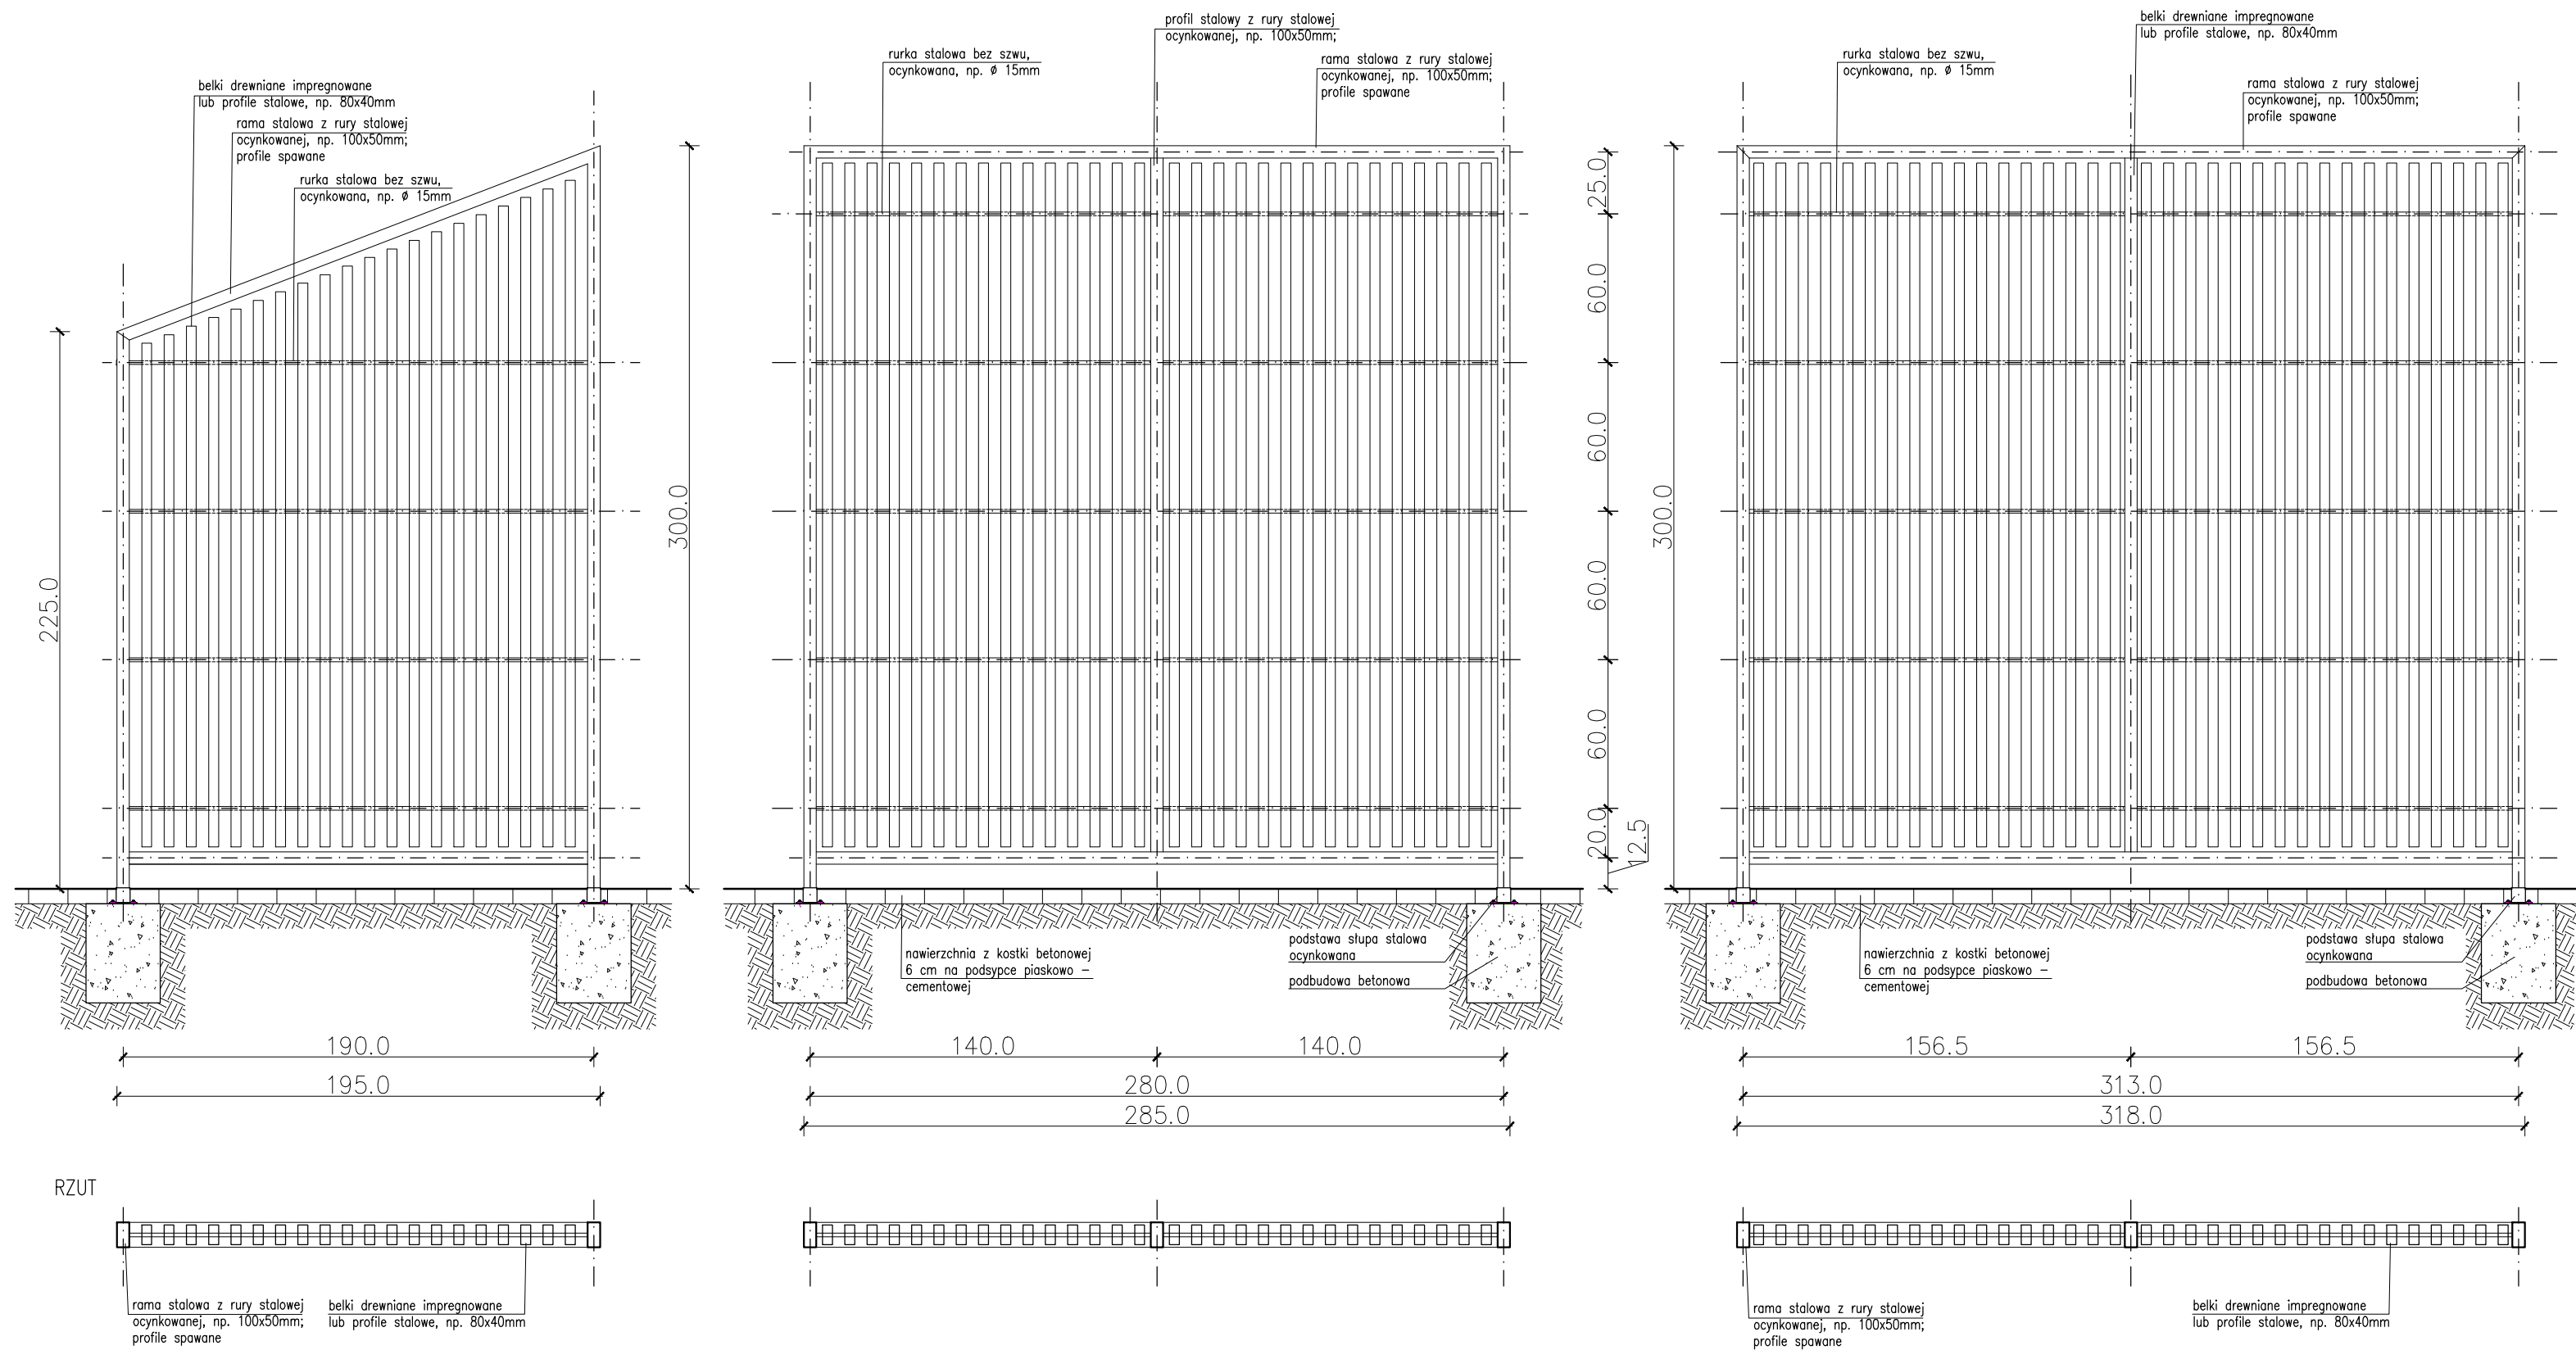 belki drewniane impregnowane
lub profile stalowe, np. 80x40mm
rama stalowa z rury stalowej
ocynkowanej, np. 100x50mm;
profile spawane
rurka stalowa bez szwu,
ocynkowana, np. ø 15mm
225.0
300.0
190.0
195.0
rurka stalowa bez szwu,
ocynkowana, np. ø 15mm
profil stalowy z rury stalowej
ocynkowanej, np. 100x50mm;
rama stalowa z rury stalowej
ocynkowanej, np. 100x50mm;
profile spawane
25.0
60.0
60.0
60.0
60.0
20.0
12.5
nawierzchnia z kostki betonowej
6 cm na podsypce piaskowo –
cementowej
podstawa słupa stalowa
ocynkowana
podbudowa betonowa
140.0
140.0
280.0
285.0
rurka stalowa bez szwu,
ocynkowana, np. ø 15mm
belki drewniane impregnowane
lub profile stalowe, np. 80x40mm
rama stalowa z rury stalowej
ocynkowanej, np. 100x50mm;
profile spawane
300.0
nawierzchnia z kostki betonowej
6 cm na podsypce piaskowo –
cementowej
podstawa słupa stalowa
ocynkowana
podbudowa betonowa
156.5
156.5
313.0
318.0
RZUT
rama stalowa z rury stalowej
ocynkowanej, np. 100x50mm;
profile spawane
belki drewniane impregnowane
lub profile stalowe, np. 80x40mm
rama stalowa z rury stalowej
ocynkowanej, np. 100x50mm;
profile spawane
belki drewniane impregnowane
lub profile stalowe, np. 80x40mm